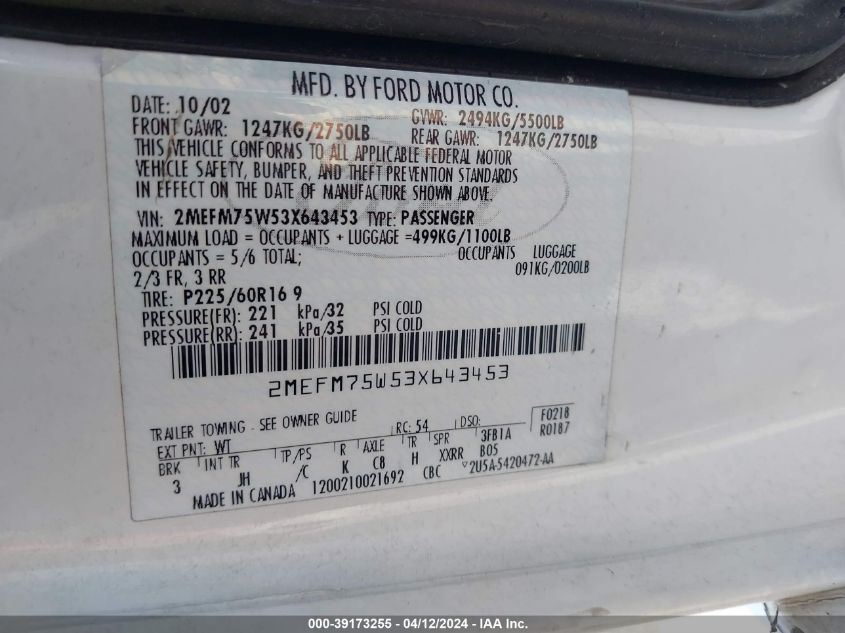 MFD. BY FORD MOTOR CO.
DATE: 10/02 GVWR: 2494KG/5500LB
FRONT GAWR: 1247KG/2750LB REAR GAWR: 1247KG/2750LB
THIS VEHICLE CONFORMS TO ALL APPLICABLE FEDERAL MOTOR
VEHICLE SAFETY, BUMPER, AND THEFT PREVENTION STANDARDS
IN EFFECT ON THE DATE OF MANUFACTURE SHOWN ABOVE.
VIN: 2MEFM75W53X643453 TYPE: PASSENGER
MAXIMUM LOAD = OCCUPANTS + LUGGAGE =499KG/1100LB
OCCUPANTS = 5/6 TOTAL; OCCUPANTS LUGGAGE
2/3 FR, 3 RR 091KG/0200LB
TIRE: P225/60R16 9
PRESSURE(FR): 221 kPa/32 PSI COLD
PRESSURE(RR): 241 kPa/35 PSI COLD
2MEFM75W53X643453
TRAILER TOWING - SEE OWNER GUIDE
EXT PNT: WT RC: 54 DSO: F0218
R0187
BRK INT TR TP/PS R AXLE TR SPR 3FB1A
3 JH /C K C8 H XXRR B05
MADE IN CANADA 1200210021692 CBC 2U5A-5420472-AA
000-39173255 - 04/12/2024 - IAA Inc.